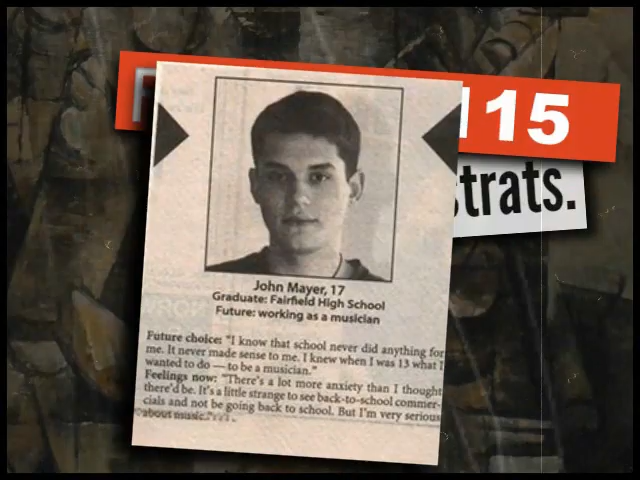 115
strats.
John Mayer, 17
Graduate: Fairfield High School
Future: working as a musician
Future choice: "I know that school never did anything for
me. It never made sense to me. I knew when I was 13 what I
wanted to do — to be a musician."
Feelings now: "There's a lot more anxiety than I thought
there'd be. It's a little strange to see back-to-school commer-
cials and not be going back to school. But I'm very serious
about music."